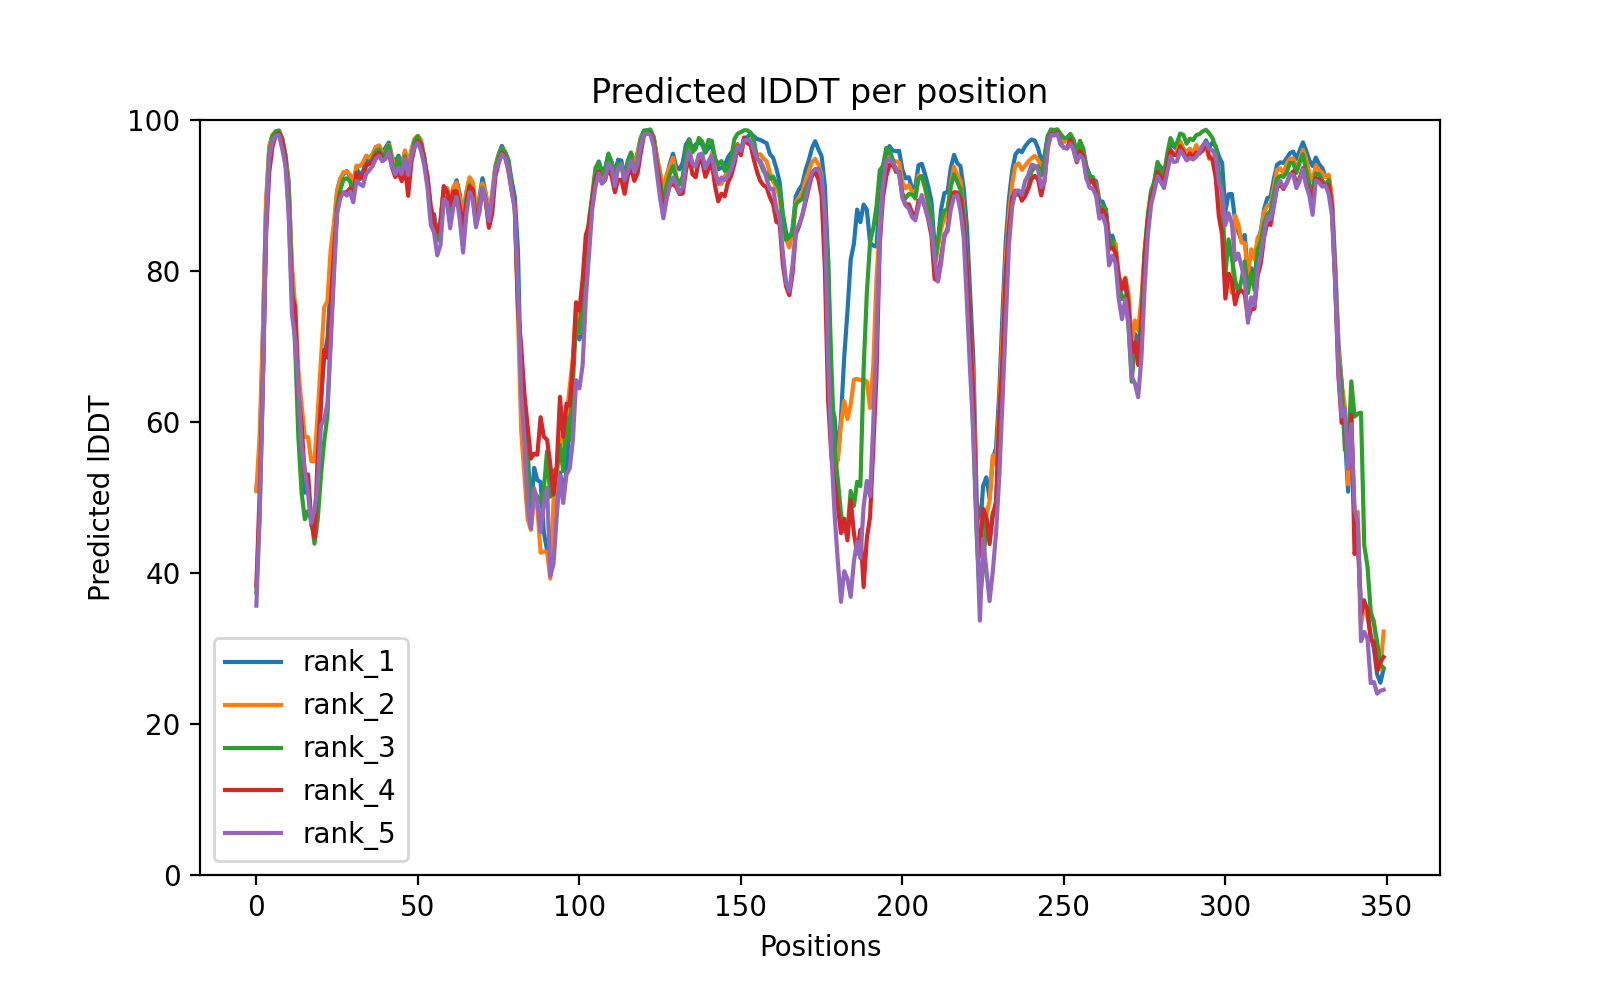 Predicted lDDT per position
100
80
60
40
20
0
Predicted lDDT
rank_1
rank_2
rank_3
rank_4
rank_5
0 50 100 150 200 250 300 350
Positions